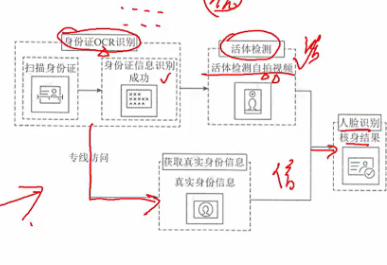 身份证OCR识别
扫描身份证
身份证信息识别
成功
活体检测
活体检测自拍视频
人脸识别
核身结果
专线访问
获取真实身份信息
真实身份信息
信